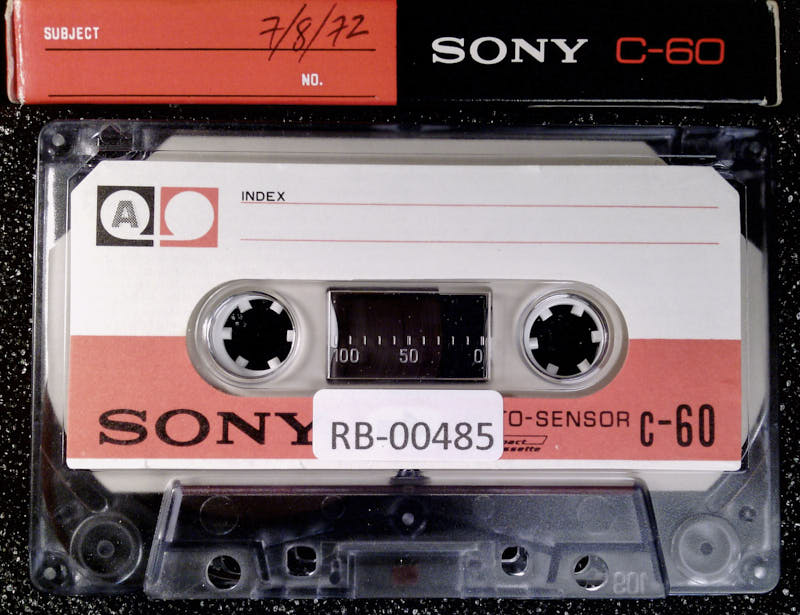 SUBJECT 7/8/72
NO.
SONY C-60
A
INDEX
100 50 0
SONY
TO-SENSOR C-60
RB-00485